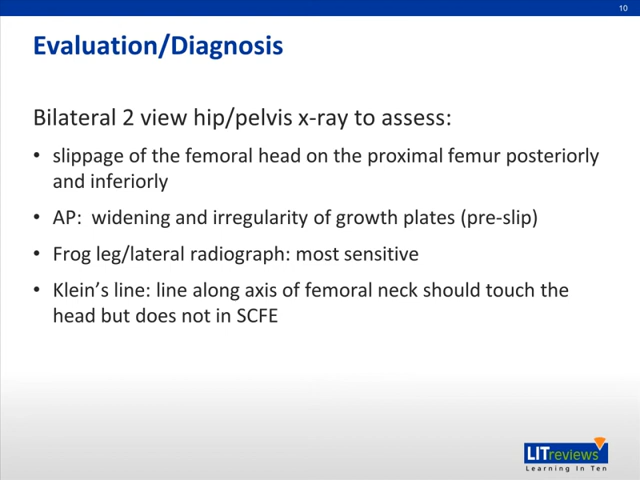 10
Evaluation/Diagnosis
Bilateral 2 view hip/pelvis x-ray to assess:
• slippage of the femoral head on the proximal femur posteriorly
and inferiorly
• AP:  widening and irregularity of growth plates (pre-slip)
• Frog leg/lateral radiograph: most sensitive
• Klein’s line: line along axis of femoral neck should touch the
head but does not in SCFE
LITreviews
Learning In Ten